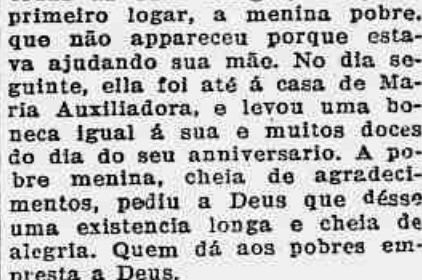 primeiro logar, a menina pobre.
que não appareceu porque esta-
va ajudando sua mão. No dia se-
guinte, ella foi até á casa de Ma-
ria Auxiliadora, e levou uma bo-
neca igual á sua e muitos doces
do dia do seu anniversario. A po-
bre menina, cheia de agradeci-
mentos, pediu a Deus que désse
uma existencia longa e cheia de
alegria. Quem dá aos pobres em-
presta a Deus.